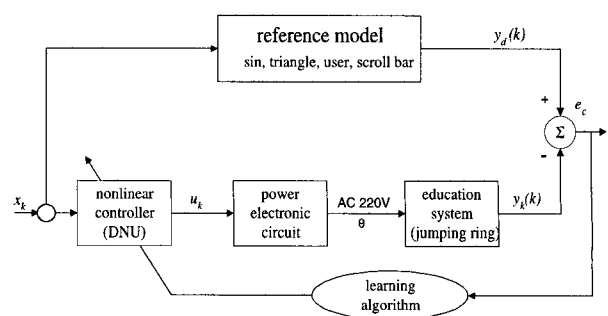 reference model
sin, triangle, user, scroll bar
y_d(k)
e_c
+
Σ
-
x_k
nonlinear
controller
(DNU)
u_k
power
electronic
circuit
AC 220V
θ
education
system
(jumping ring)
y_k(k)
learning
algorithm